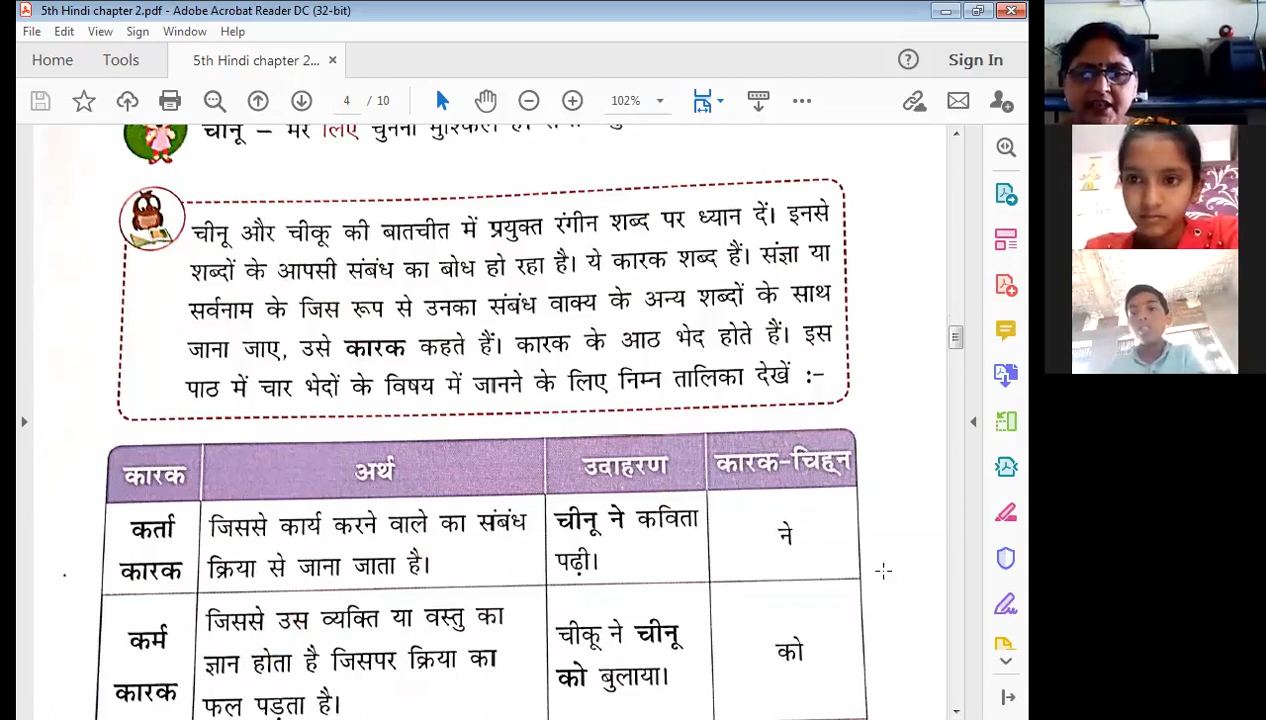 5th Hindi chapter 2.pdf - Adobe Acrobat Reader DC (32-bit)
File Edit View Sign Window Help
Home Tools 5th Hindi chapter 2... × Sign In
4 / 10 102%
चीनू –
चीनू और चीकू की बातचीत में प्रयुक्त रंगीन शब्द पर ध्यान दें। इनसे
शब्दों के आपसी संबंध का बोध हो रहा है। ये कारक शब्द हैं। संज्ञा या
सर्वनाम के जिस रूप से उनका संबंध वाक्य के अन्य शब्दों के साथ
जाना जाए, उसे कारक कहते हैं। कारक के आठ भेद होते हैं। इस
पाठ में चार भेदों के विषय में जानने के लिए निम्न तालिका देखें :–
कारक अर्थ उदाहरण कारक-चिह्न
कर्ता जिससे कार्य करने वाले का संबंध चीनू ने कविता ने
कारक क्रिया से जाना जाता है। पढ़ी।
कर्म जिससे उस व्यक्ति या वस्तु का चीकू ने चीनू को
कारक ज्ञान होता है जिसपर क्रिया का को बुलाया।
फल पड़ता है।